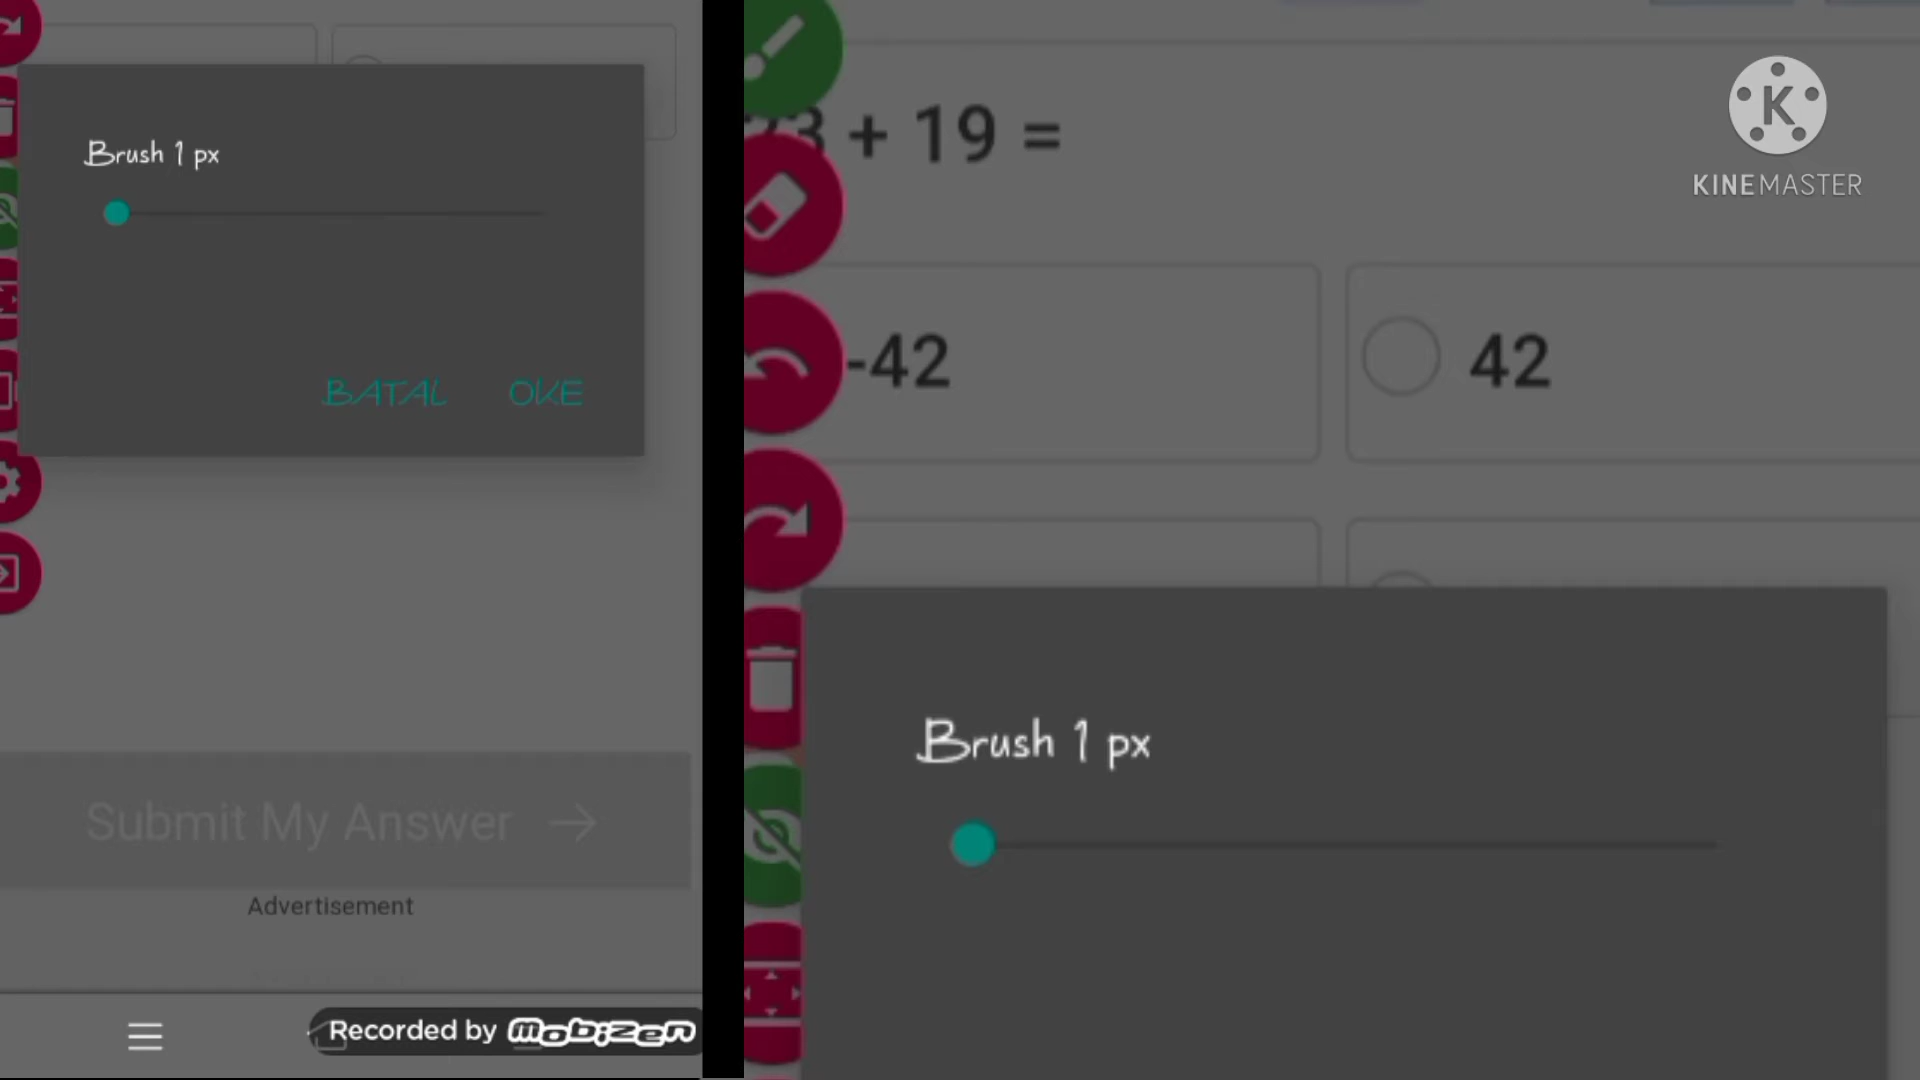 Brush 1 px
BATAL OKE
Submit My Answer
Advertisement
Recorded by mobizen
3 + 19 =
-42
42
Brush 1 px
K
KINEMASTER